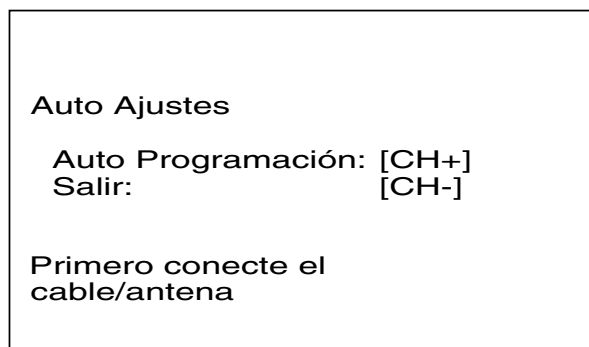 Auto Ajustes
Auto Programación: [CH+]
Salir: [CH-]
Primero conecte el
cable/antena